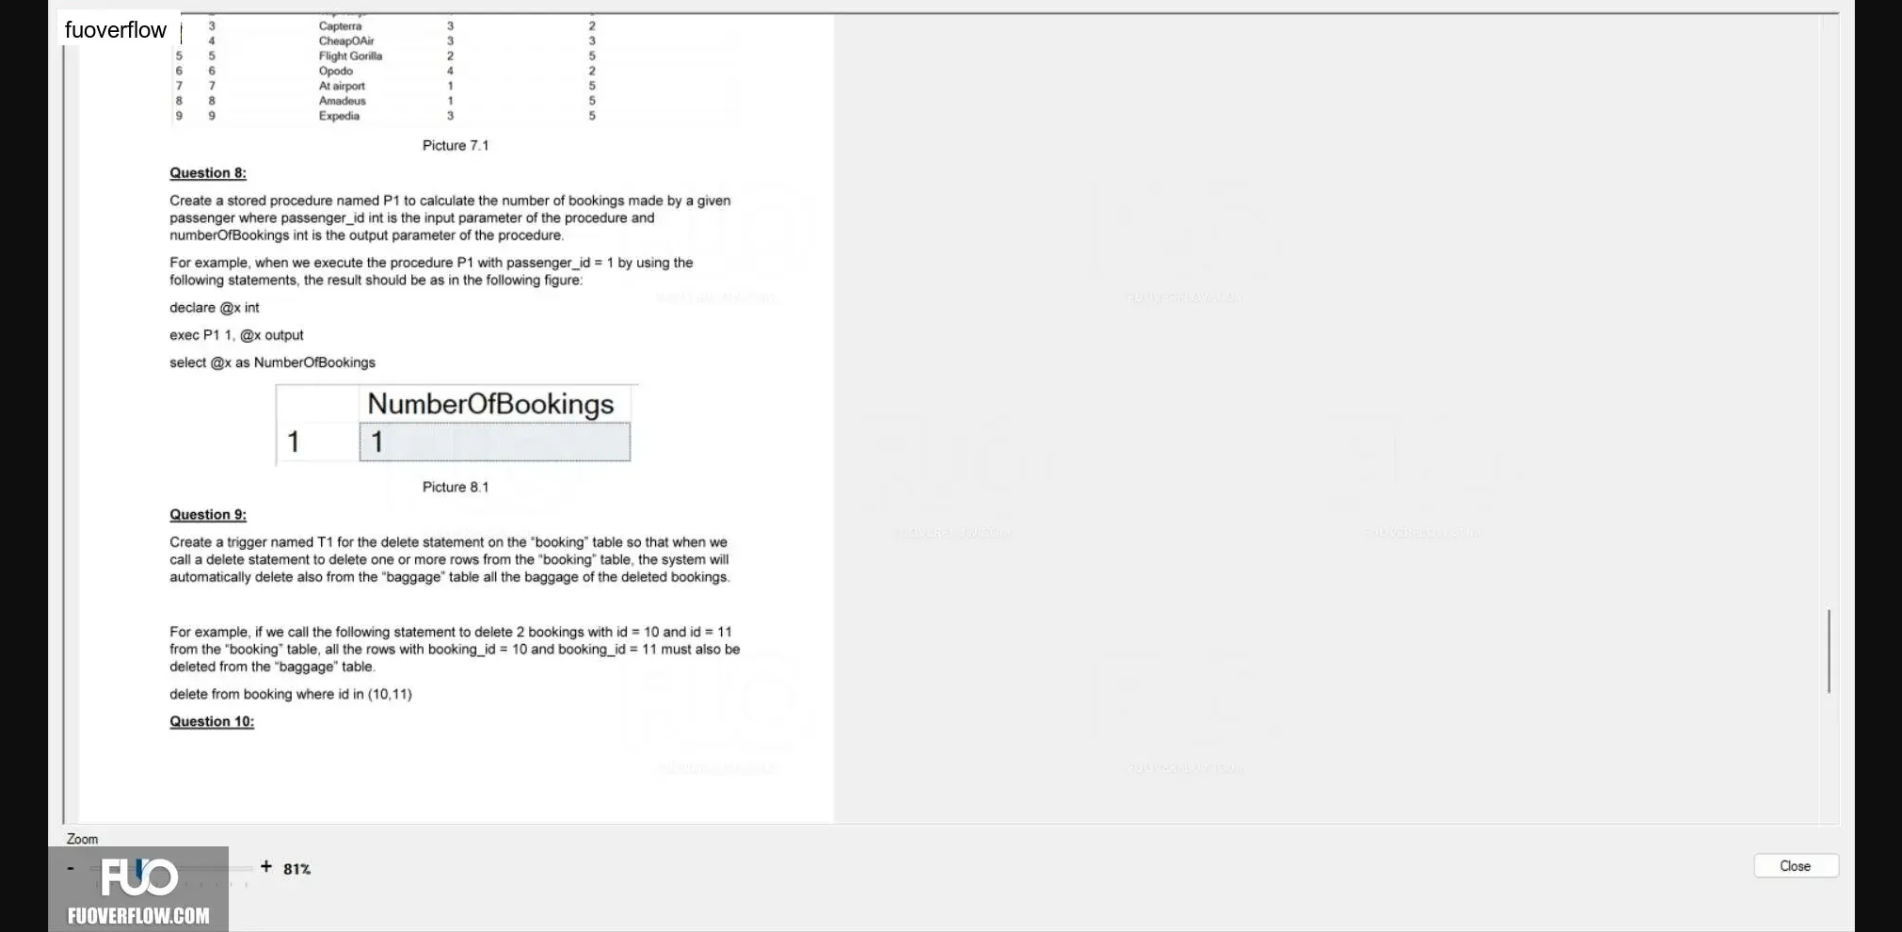 fuoverflow
3 Capterra 3 2
4 CheapOAir 3 3
5 5 Flight Gorilla 2 5
6 6 Opodo 4 2
7 7 At airport 1 5
8 8 Amadeus 1 5
9 9 Expedia 3 5
Picture 7.1
Question 8:
Create a stored procedure named P1 to calculate the number of bookings made by a given
passenger where passenger_id int is the input parameter of the procedure and
numberOfBookings int is the output parameter of the procedure.
For example, when we execute the procedure P1 with passenger_id = 1 by using the
following statements, the result should be as in the following figure:
declare @x int
exec P1 1, @x output
select @x as NumberOfBookings
NumberOfBookings
1 1
Picture 8.1
Question 9:
Create a trigger named T1 for the delete statement on the “booking” table so that when we
call a delete statement to delete one or more rows from the “booking” table, the system will
automatically delete also from the “baggage” table all the baggage of the deleted bookings.
For example, if we call the following statement to delete 2 bookings with id = 10 and id = 11
from the “booking” table, all the rows with booking_id = 10 and booking_id = 11 must also be
deleted from the “baggage” table.
delete from booking where id in (10,11)
Question 10:
Zoom
- + 81%
Close
FUO
FUOVERFLOW.COM